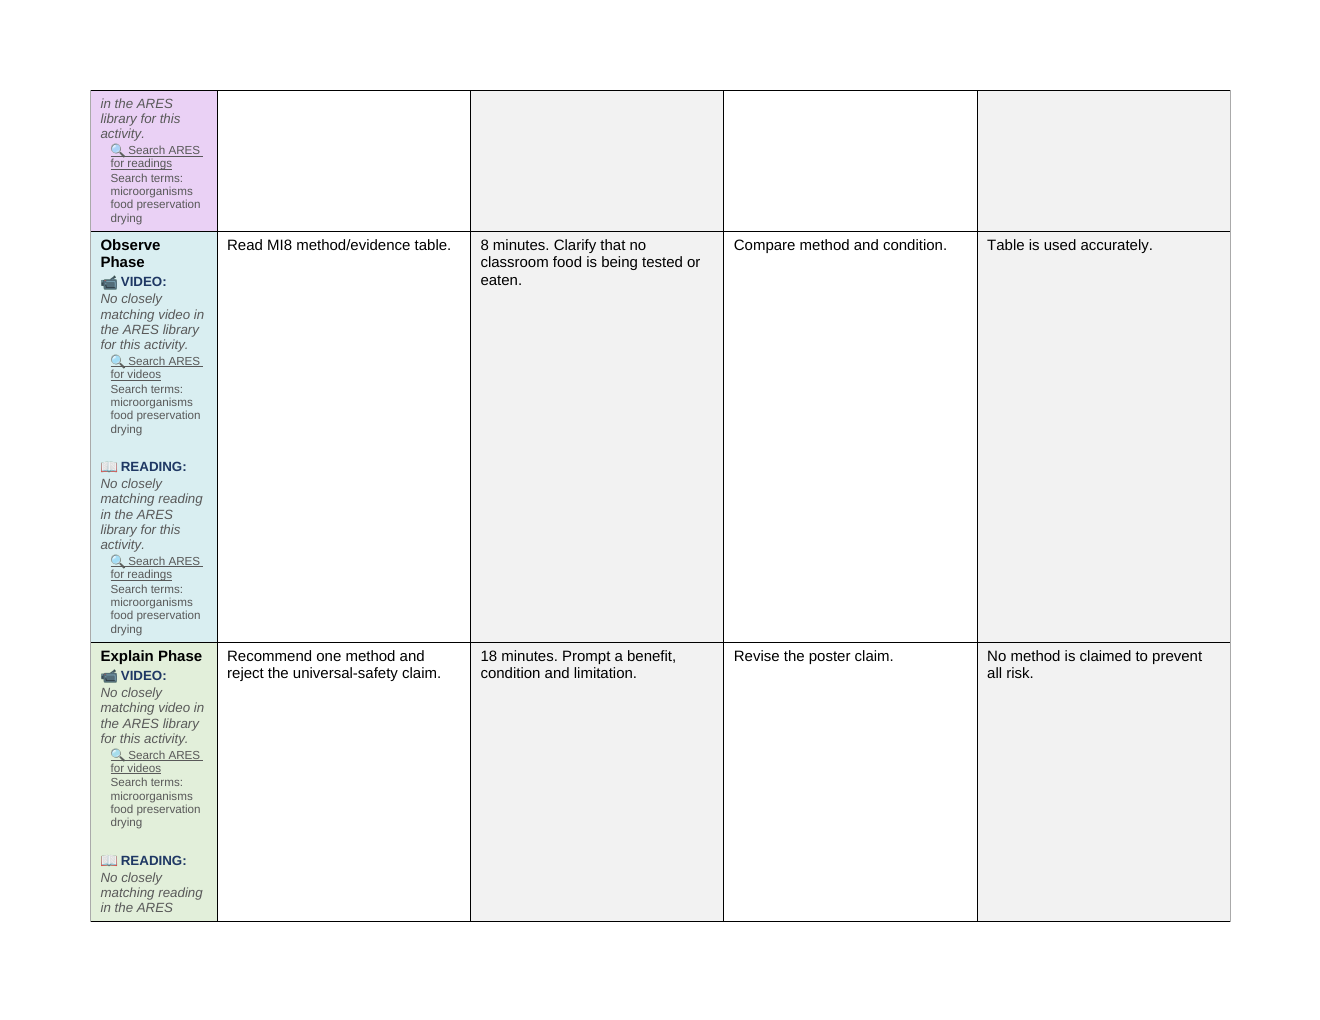 in the ARES
library for this
activity.
🔍 Search ARES
for readings
Search terms:
microorganisms
food preservation
drying
Observe
Phase
📹 VIDEO:
No closely
matching video in
the ARES library
for this activity.
🔍 Search ARES
for videos
Search terms:
microorganisms
food preservation
drying
📖 READING:
No closely
matching reading
in the ARES
library for this
activity.
🔍 Search ARES
for readings
Search terms:
microorganisms
food preservation
drying
Read MI8 method/evidence table.
8 minutes. Clarify that no
classroom food is being tested or
eaten.
Compare method and condition.
Table is used accurately.
Explain Phase
📹 VIDEO:
No closely
matching video in
the ARES library
for this activity.
🔍 Search ARES
for videos
Search terms:
microorganisms
food preservation
drying
📖 READING:
No closely
matching reading
in the ARES
Recommend one method and
reject the universal-safety claim.
18 minutes. Prompt a benefit,
condition and limitation.
Revise the poster claim.
No method is claimed to prevent
all risk.